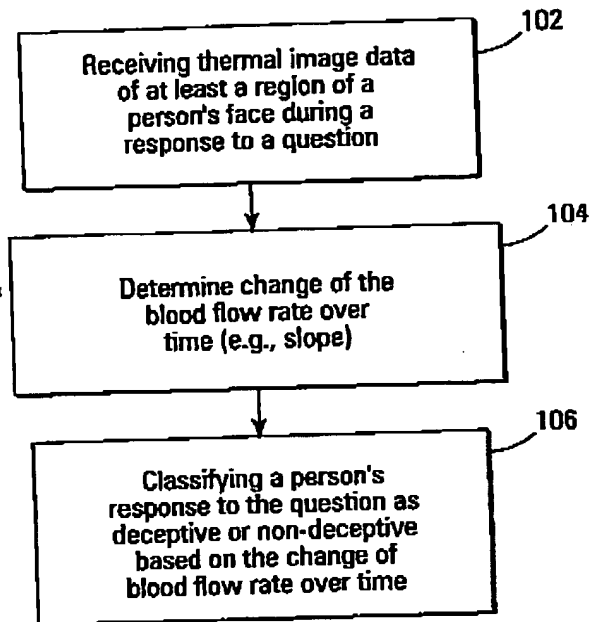 102
Receiving thermal image data
of at least a region of a
person's face during a
response to a question
104
Determine change of the
blood flow rate over
time (e.g., slope)
106
Classifying a person's
response to the question as
deceptive or non-deceptive
based on the change of
blood flow rate over time